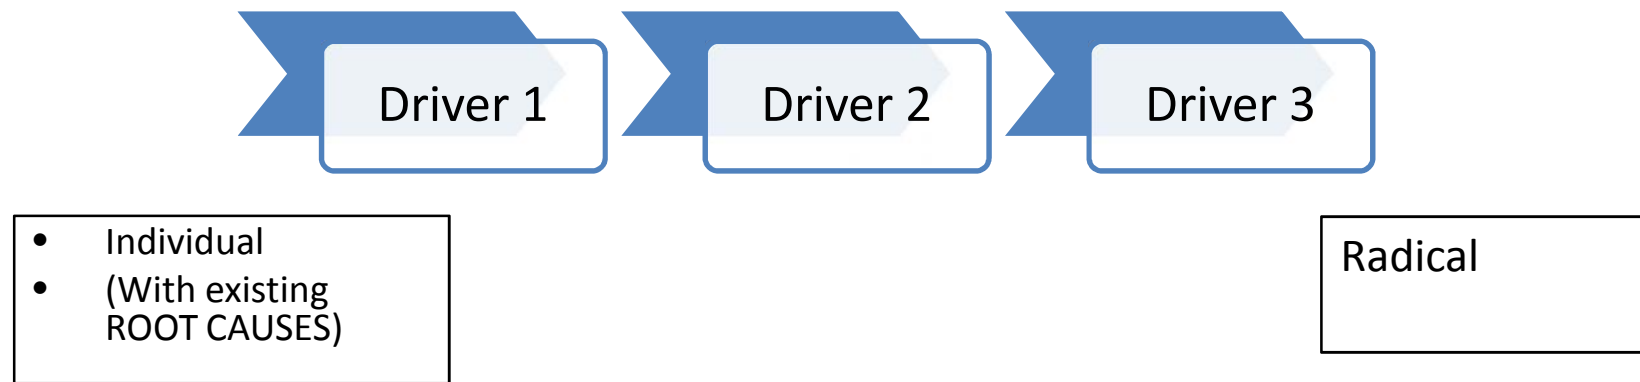 Driver 1
Driver 2
Driver 3
• Individual
• (With existing
ROOT CAUSES)
Radical